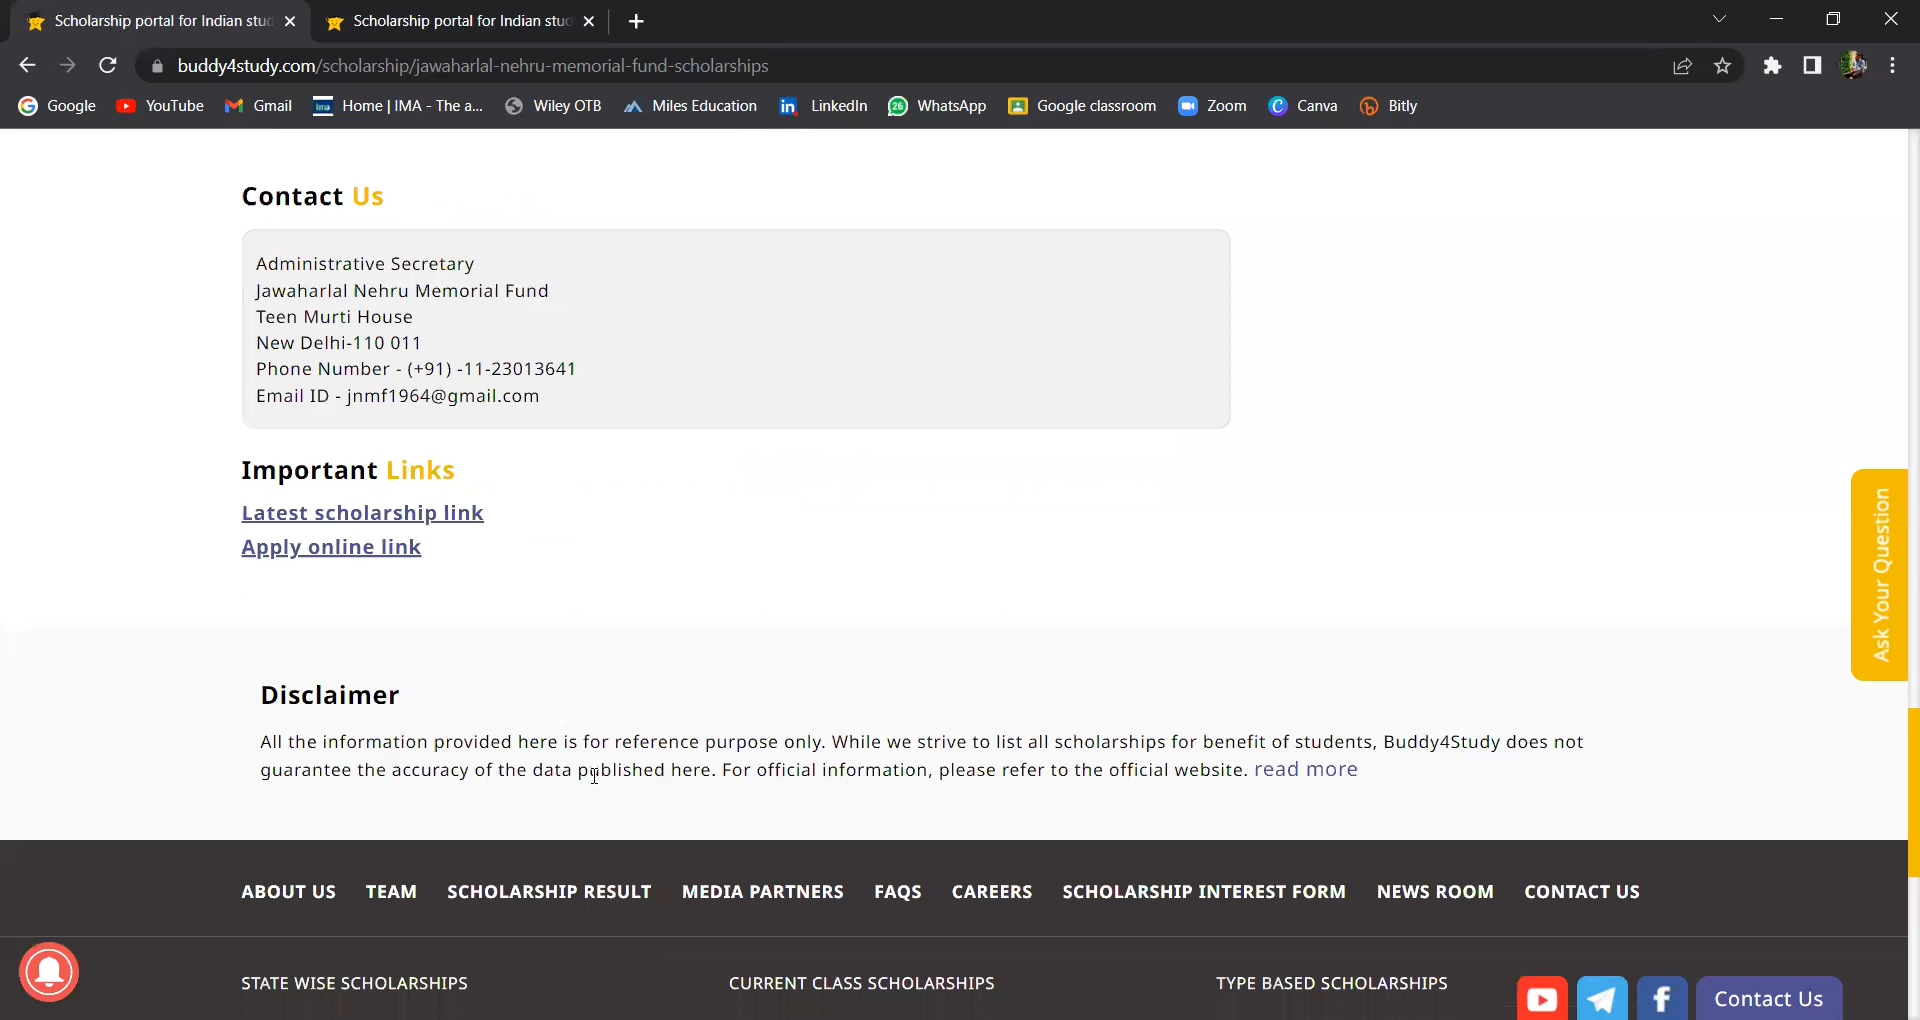 Scholarship portal for Indian stud
Scholarship portal for Indian stud
buddy4study.com/scholarship/jawaharlal-nehru-memorial-fund-scholarships
Google
YouTube
Gmail
ima Home | IMA - The a...
Wiley OTB
Miles Education
in LinkedIn
26 WhatsApp
Google classroom
Zoom
Canva
Bitly
Contact Us
Administrative Secretary
Jawaharlal Nehru Memorial Fund
Teen Murti House
New Delhi-110 011
Phone Number - (+91) -11-23013641
Email ID - jnmf1964@gmail.com
Important Links
Latest scholarship link
Apply online link
Ask Your Question
Disclaimer
All the information provided here is for reference purpose only. While we strive to list all scholarships for benefit of students, Buddy4Study does not
guarantee the accuracy of the data published here. For official information, please refer to the official website. read more
ABOUT US TEAM SCHOLARSHIP RESULT MEDIA PARTNERS FAQS CAREERS SCHOLARSHIP INTEREST FORM NEWS ROOM CONTACT US
STATE WISE SCHOLARSHIPS CURRENT CLASS SCHOLARSHIPS TYPE BASED SCHOLARSHIPS
Contact Us